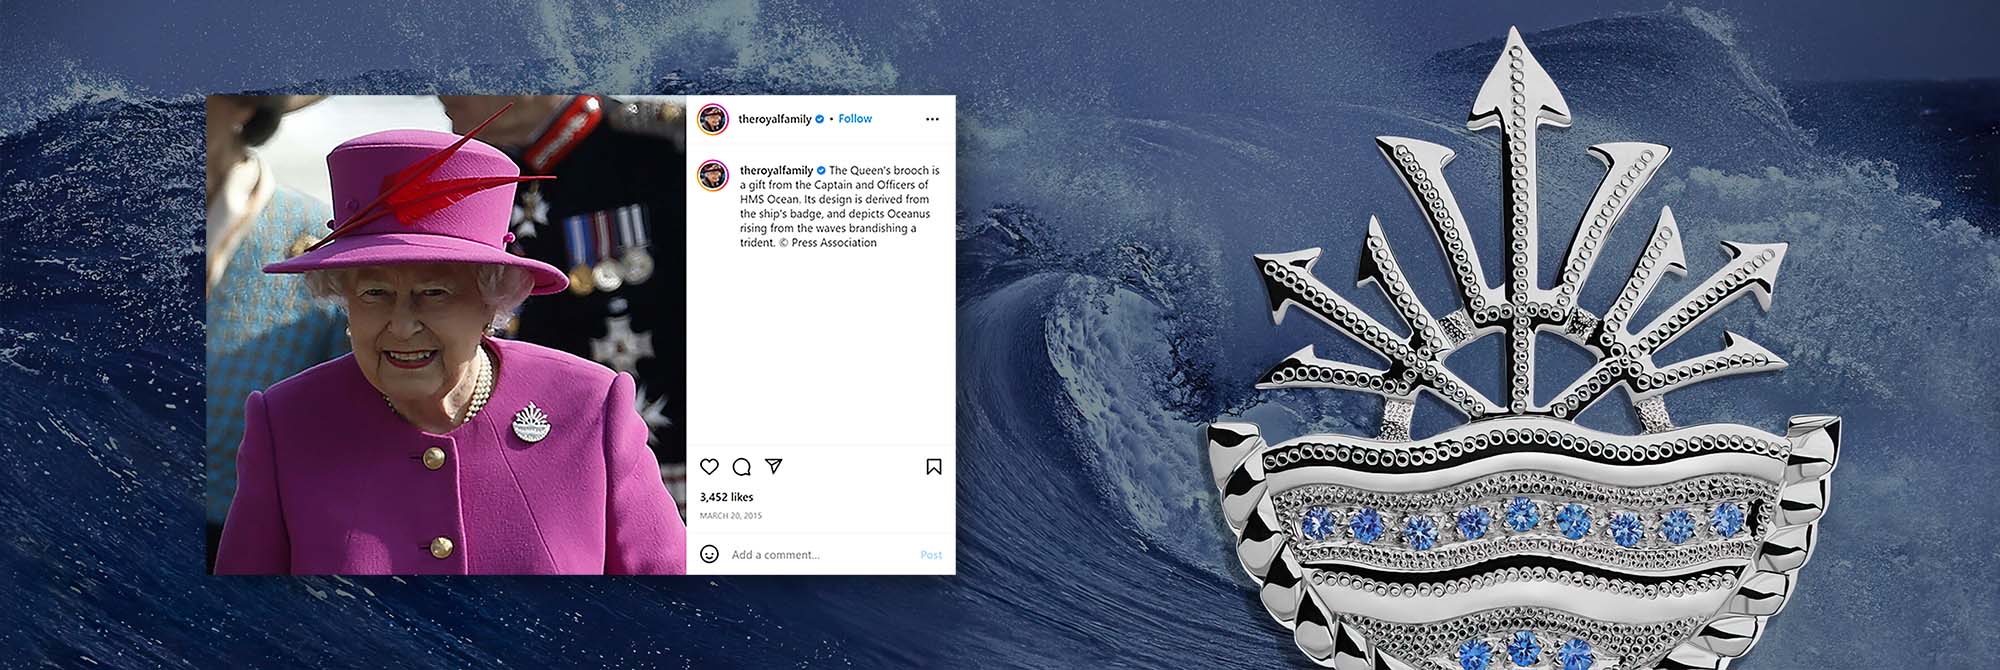 theroyalfamily • Follow
theroyalfamily The Queen's brooch is
a gift from the Captain and Officers of
HMS Ocean. Its design is derived from
the ship's badge, and depicts Oceanus
rising from the waves brandishing a
trident. © Press Association
3,452 likes
MARCH 20, 2015
Add a comment... Post